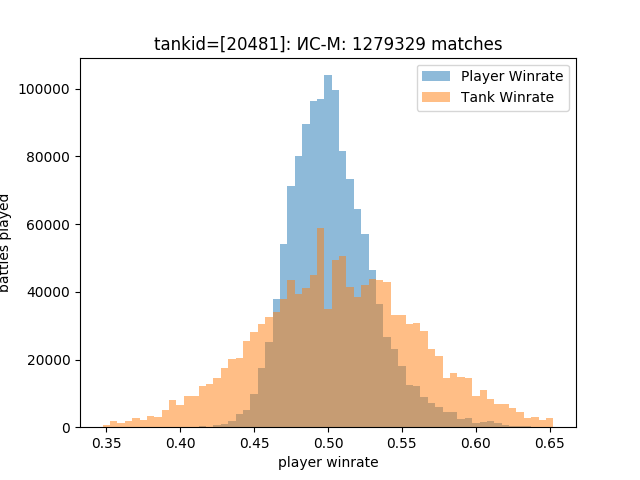 tankid=[20481]: ИС-М: 1279329 matches
Player Winrate
Tank Winrate
100000
80000
60000
40000
20000
0
battles played
0.35 0.40 0.45 0.50 0.55 0.60 0.65
player winrate